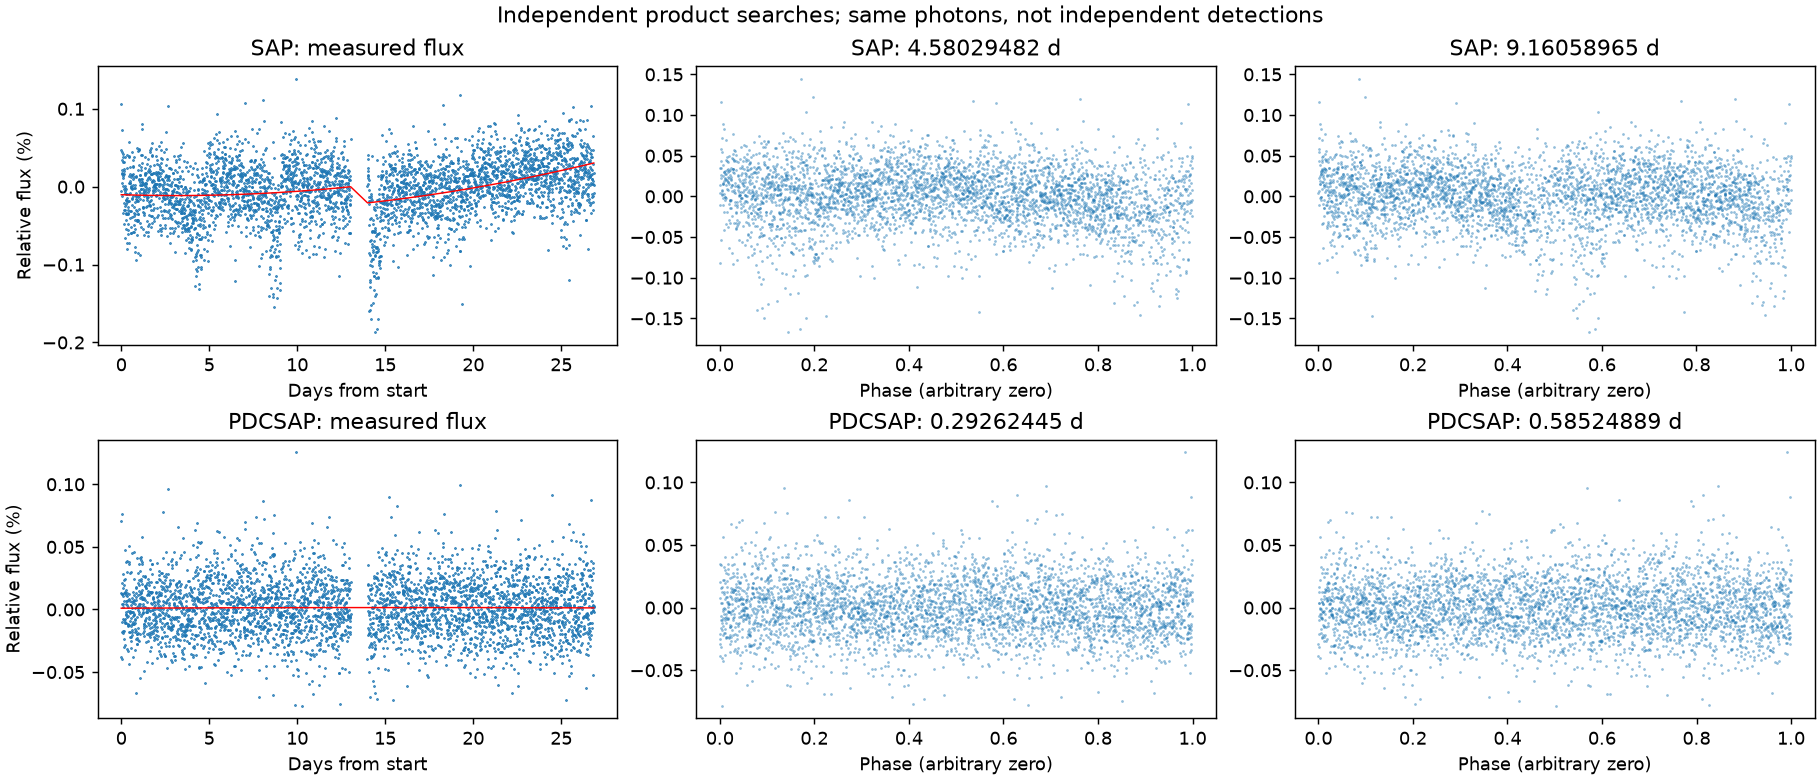 Independent product searches; same photons, not independent detections
SAP: measured flux
SAP: 4.58029482 d
SAP: 9.16058965 d
Relative flux (%)
0.1
0.0
−0.1
−0.2
0 5 10 15 20 25
Days from start
0.15
0.10
0.05
0.00
−0.05
−0.10
−0.15
0.0 0.2 0.4 0.6 0.8 1.0
Phase (arbitrary zero)
0.15
0.10
0.05
0.00
−0.05
−0.10
−0.15
0.0 0.2 0.4 0.6 0.8 1.0
Phase (arbitrary zero)
PDCSAP: measured flux
PDCSAP: 0.29262445 d
PDCSAP: 0.58524889 d
Relative flux (%)
0.10
0.05
0.00
−0.05
0 5 10 15 20 25
Days from start
0.10
0.05
0.00
−0.05
0.0 0.2 0.4 0.6 0.8 1.0
Phase (arbitrary zero)
0.10
0.05
0.00
−0.05
0.0 0.2 0.4 0.6 0.8 1.0
Phase (arbitrary zero)